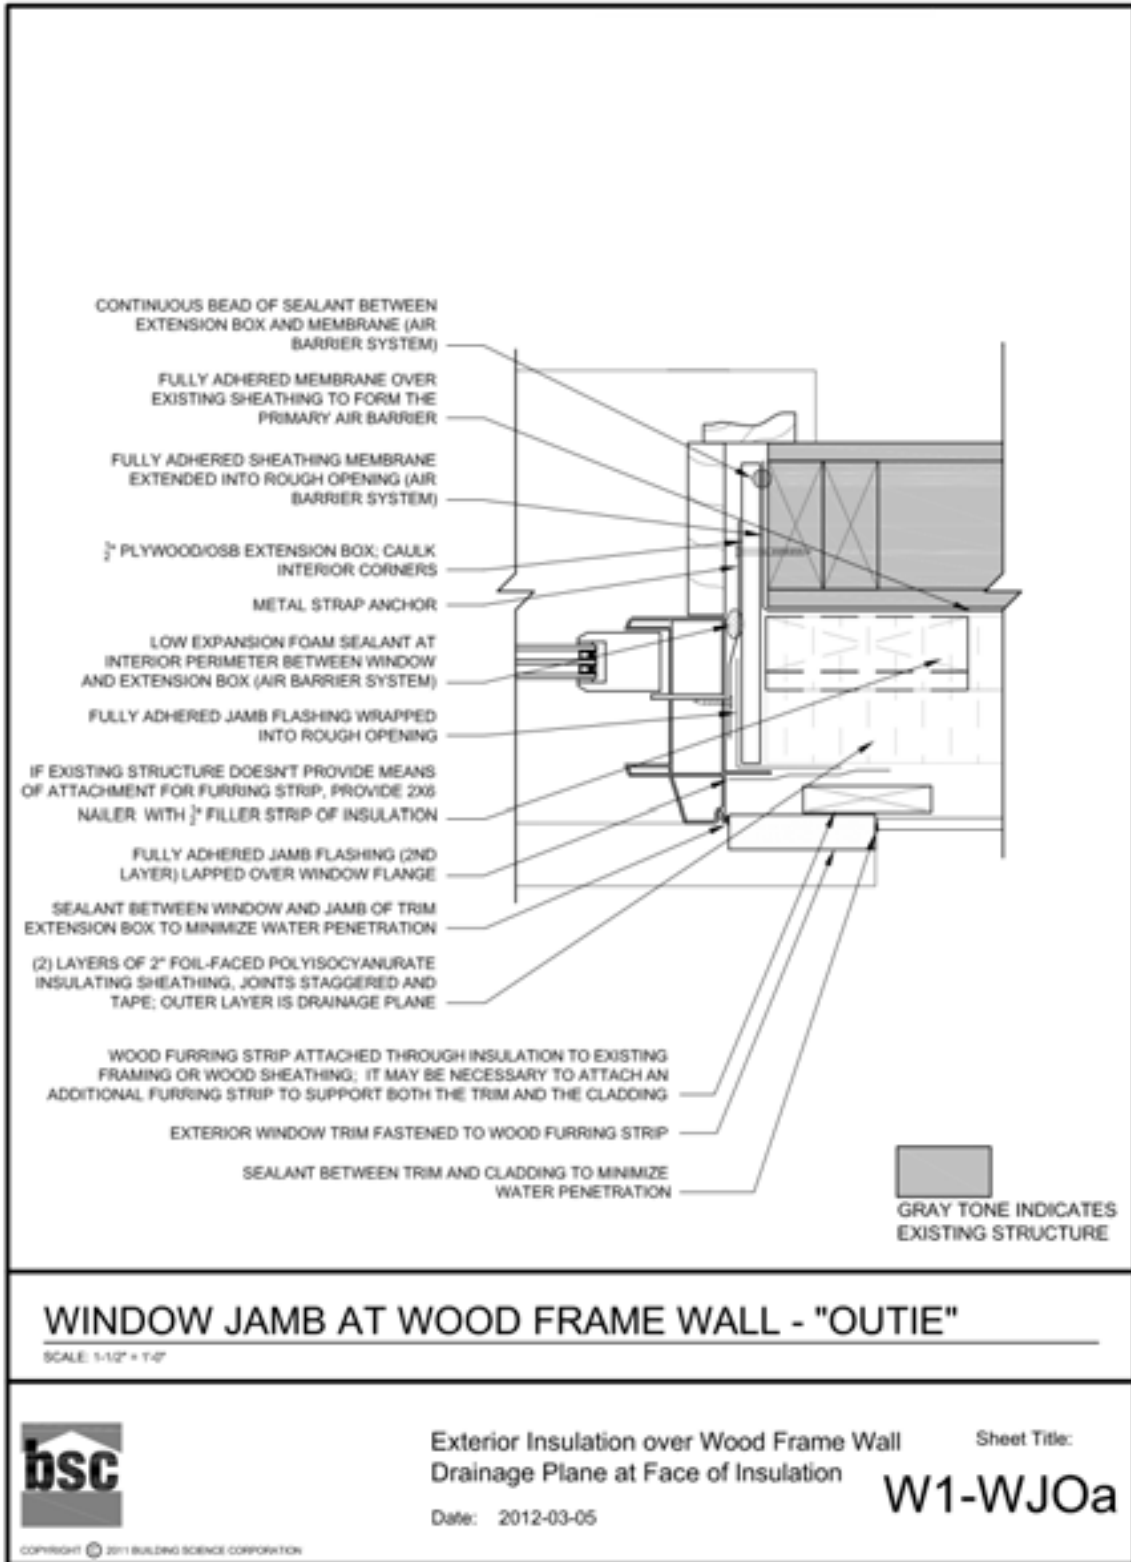 CONTINUOUS BEAD OF SEALANT BETWEEN
EXTENSION BOX AND MEMBRANE (AIR
BARRIER SYSTEM)
FULLY ADHERED MEMBRANE OVER
EXISTING SHEATHING TO FORM THE
PRIMARY AIR BARRIER
FULLY ADHERED SHEATHING MEMBRANE
EXTENDED INTO ROUGH OPENING (AIR
BARRIER SYSTEM)
PLYWOOD/OSB EXTENSION BOX; CAULK
INTERIOR CORNERS
METAL STRAP ANCHOR
LOW EXPANSION FOAM SEALANT AT
INTERIOR PERIMETER BETWEEN WINDOW
AND EXTENSION BOX (AIR BARRIER SYSTEM)
FULLY ADHERED JAMB FLASHING WRAPPED
INTO ROUGH OPENING
IF EXISTING STRUCTURE DOESN'T PROVIDE MEANS
OF ATTACHMENT FOR FURRING STRIP, PROVIDE 2X6
NAILER WITH FILLER STRIP OF INSULATION
FULLY ADHERED JAMB FLASHING (2ND
LAYER) LAPPED OVER WINDOW FLANGE
SEALANT BETWEEN WINDOW AND JAMB OF TRIM
EXTENSION BOX TO MINIMIZE WATER PENETRATION
(2) LAYERS OF 2" FOIL-FACED POLYISOCYANURATE
INSULATING SHEATHING, JOINTS STAGGERED AND
TAPE; OUTER LAYER IS DRAINAGE PLANE
WOOD FURRING STRIP ATTACHED THROUGH INSULATION TO EXISTING
FRAMING OR WOOD SHEATHING; IT MAY BE NECESSARY TO ATTACH AN
ADDITIONAL FURRING STRIP TO SUPPORT BOTH THE TRIM AND THE CLADDING
EXTERIOR WINDOW TRIM FASTENED TO WOOD FURRING STRIP
SEALANT BETWEEN TRIM AND CLADDING TO MINIMIZE
WATER PENETRATION
GRAY TONE INDICATES
EXISTING STRUCTURE
WINDOW JAMB AT WOOD FRAME WALL - "OUTIE"
SCALE: 1-1/2" = 1'-0"
bsc
Exterior Insulation over Wood Frame Wall
Drainage Plane at Face of Insulation
Date: 2012-03-05
Sheet Title:
W1-WJOa
COPYRIGHT © 2011 BUILDING SCIENCE CORPORATION